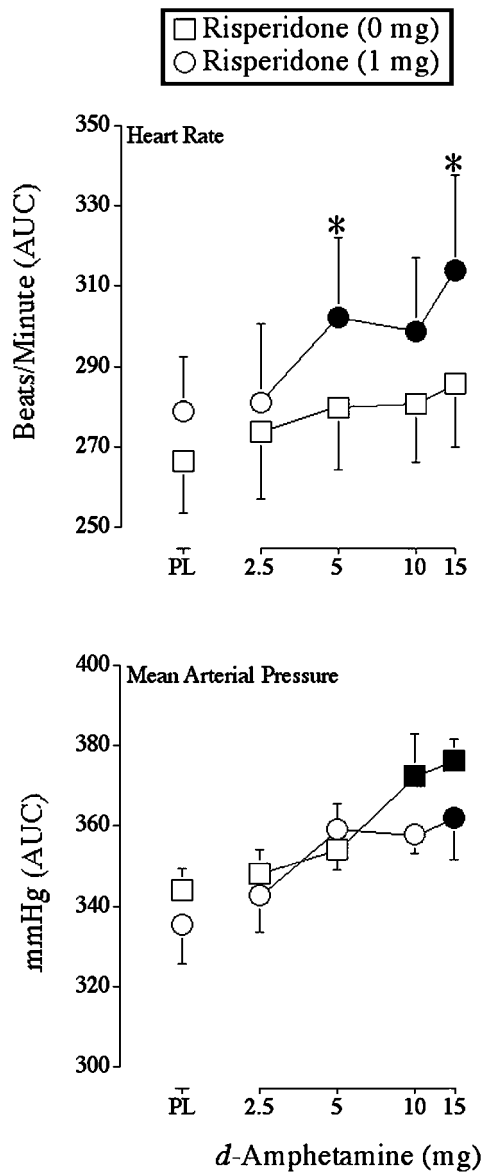 Risperidone (0 mg)
Risperidone (1 mg)
Heart Rate
Beats/Minute (AUC)
350
330
310
290
270
250
*
*
PL 2.5 5 10 15
Mean Arterial Pressure
mmHg (AUC)
400
380
360
340
320
300
PL 2.5 5 10 15
d-Amphetamine (mg)